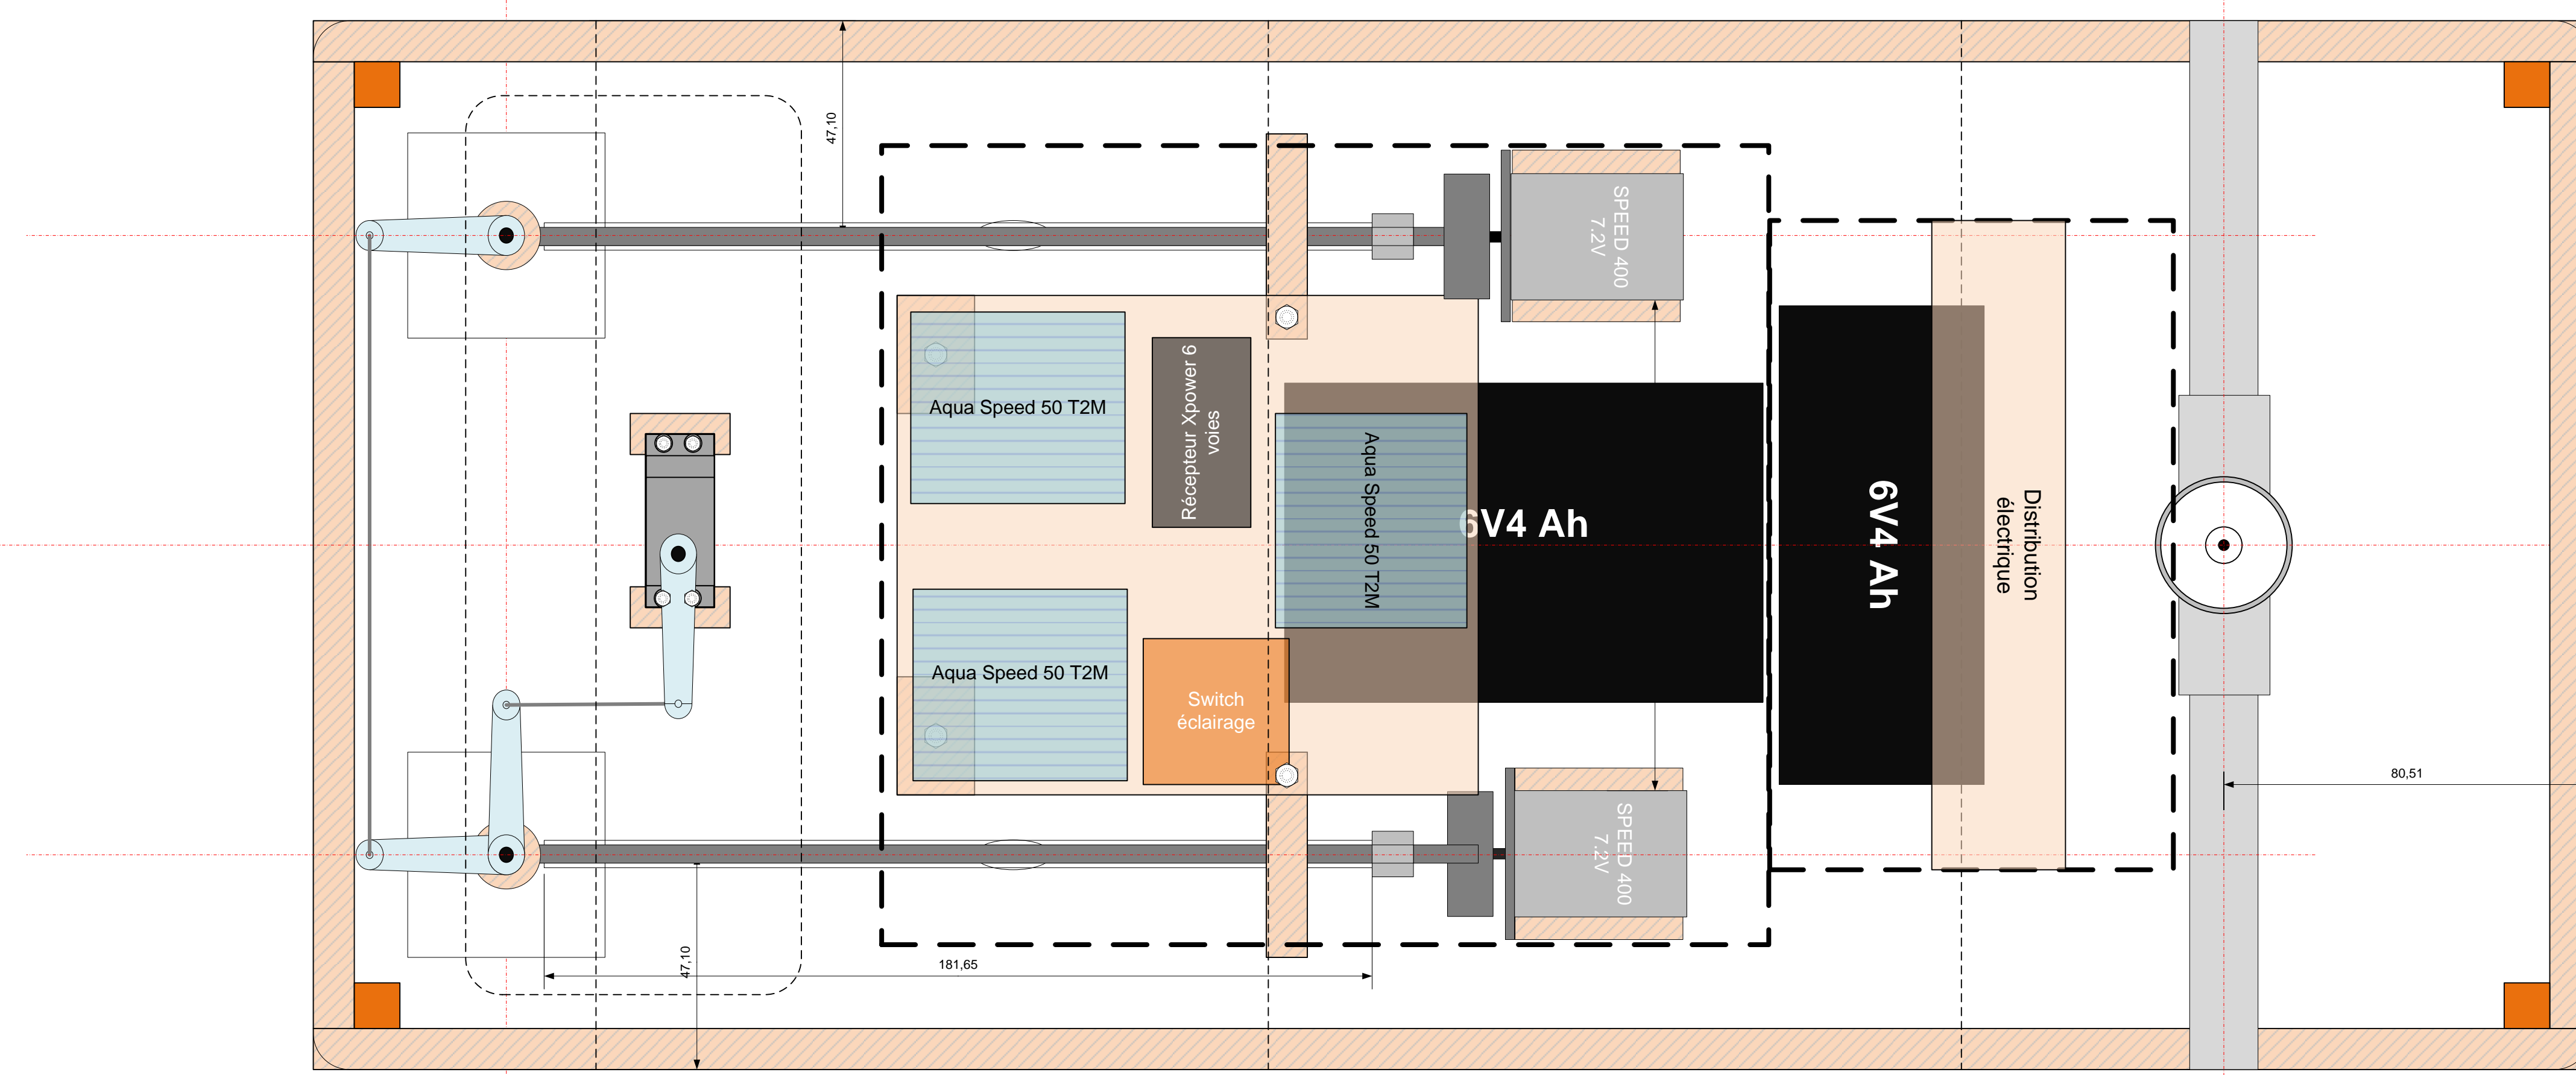 47,10
SPEED 400
7.2V
Aqua Speed 50 T2M
Récepteur Xpower 6
voies
Aqua Speed 50 T2M
6V4 Ah
6V4 Ah
Distribution
électrique
Aqua Speed 50 T2M
Switch
éclairage
80,51
SPEED 400
7.2V
47,10
181,65